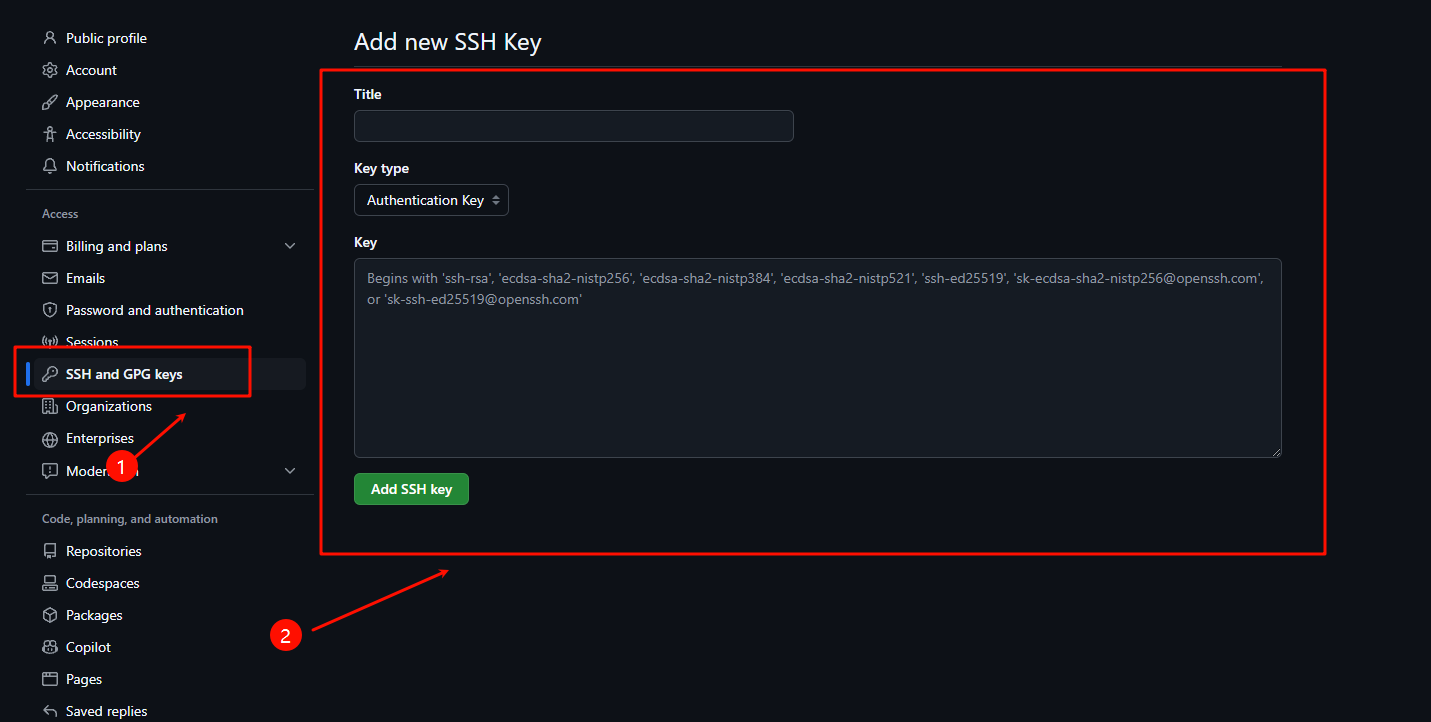 Public profile
Account
Appearance
Accessibility
Notifications
Access
Billing and plans
Emails
Password and authentication
Sessions
SSH and GPG keys
Organizations
Enterprises
1
Code, planning, and automation
Repositories
Codespaces
Packages
Copilot
Pages
Saved replies
Add new SSH Key
Title
Key type
Authentication Key
Key
Begins with 'ssh-rsa', 'ecdsa-sha2-nistp256', 'ecdsa-sha2-nistp384', 'ecdsa-sha2-nistp521', 'ssh-ed25519', 'sk-ecdsa-sha2-nistp256@openssh.com',
or 'sk-ssh-ed25519@openssh.com'
Add SSH key
2